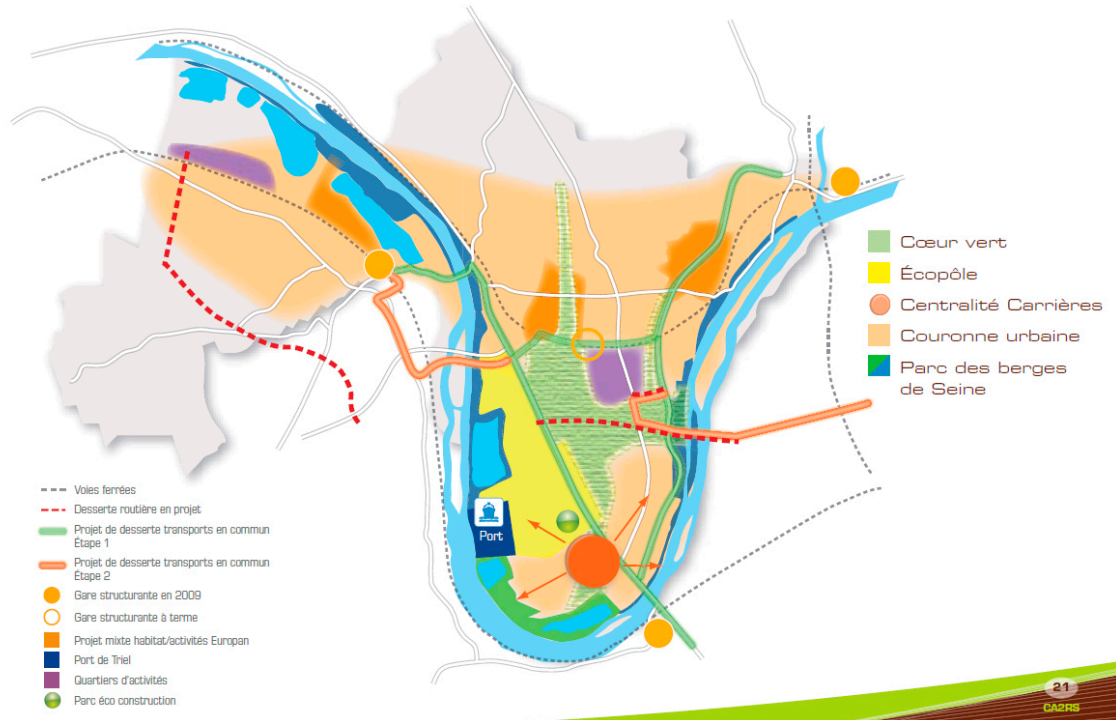 Cœur vert
Écopôle
Centralité Carrières
Couronne urbaine
Parc des berges
de Seine
Port
Voies ferrées
Desserte routière en projet
Projet de desserte transports en commun
Étape 1
Projet de desserte transports en commun
Étape 2
Gare structurante en 2009
Gare structurante à terme
Projet mixte habitat/activités Europan
Port de Triel
Quartiers d'activités
Parc éco construction
21
CA2RS